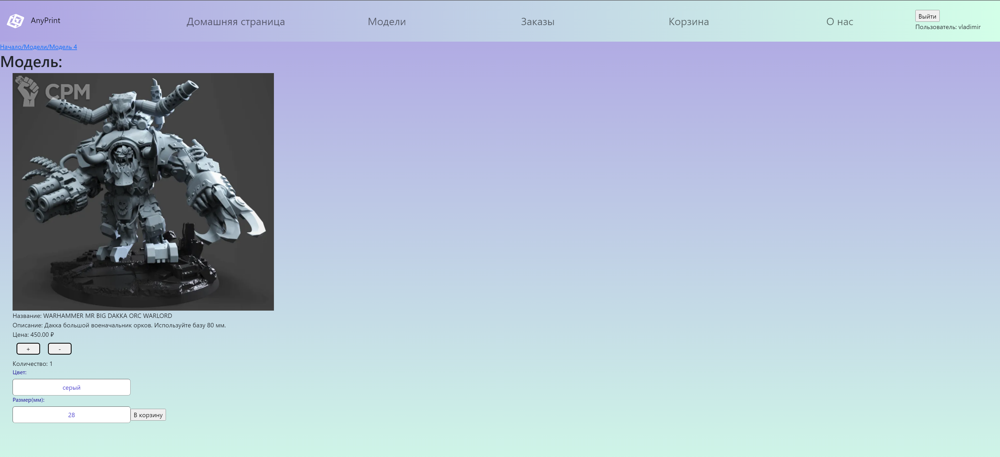 AnyPrint
Домашняя страница
Модели
Заказы
Корзина
О нас
Выйти
Пользователь: vladimir
Начало/Модели/Модель 4
Модель:
CPM
Название: WARHAMMER MR BIG DAKKA ORC WARLORD
Описание: Дакка большой военачальник орков. Используйте базу 80 мм.
Цена: 450.00 ₽
+ -
Количество: 1
Цвет:
серый
Размер(мм):
28
В корзину